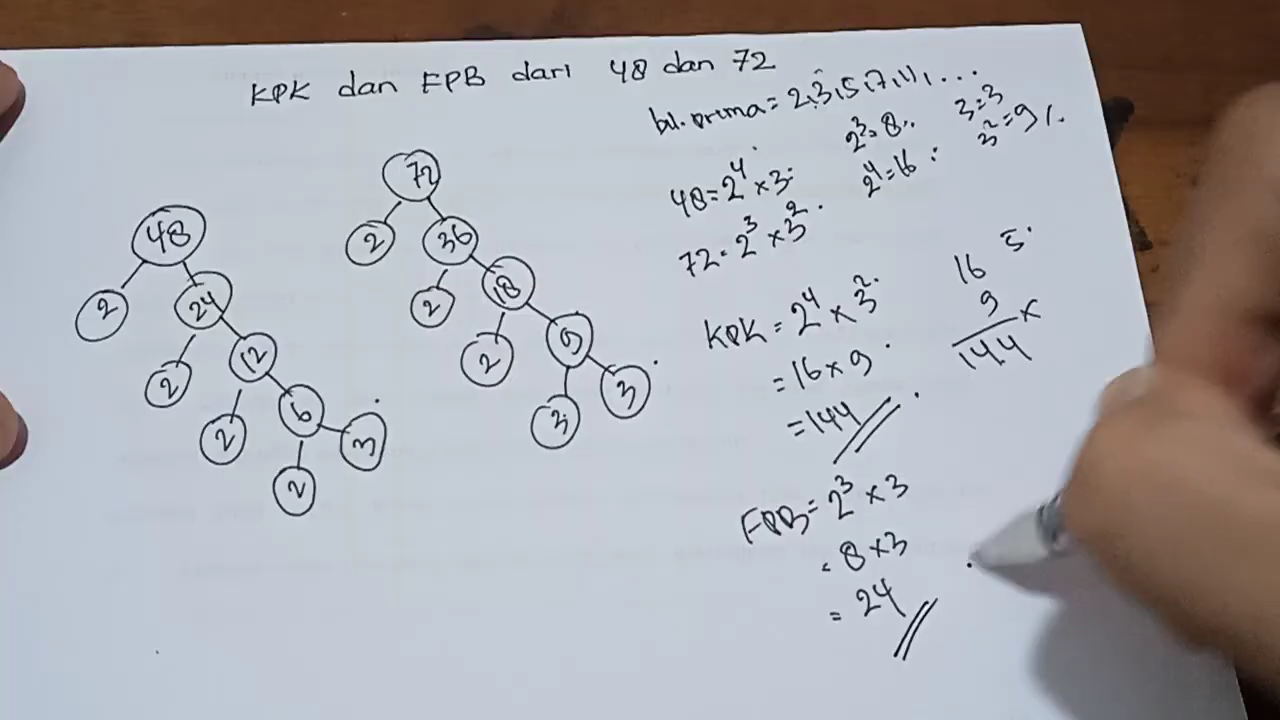 KPK dan FPB dari 48 dan 72
bil. prima = 2,3,5,7,11, ...
72
2 36
2 18
2 9
3 3
48
2 24
2 12
2 6
2 3
48 = 2⁴ × 3
72 = 2³ × 3²
2³ = 8
2⁴ = 16
3 = 3
3² = 9
KPK = 2⁴ × 3²
= 16 × 9
= 144
5
16
9 ×
144
FPB = 2³ × 3
= 8 × 3
= 24